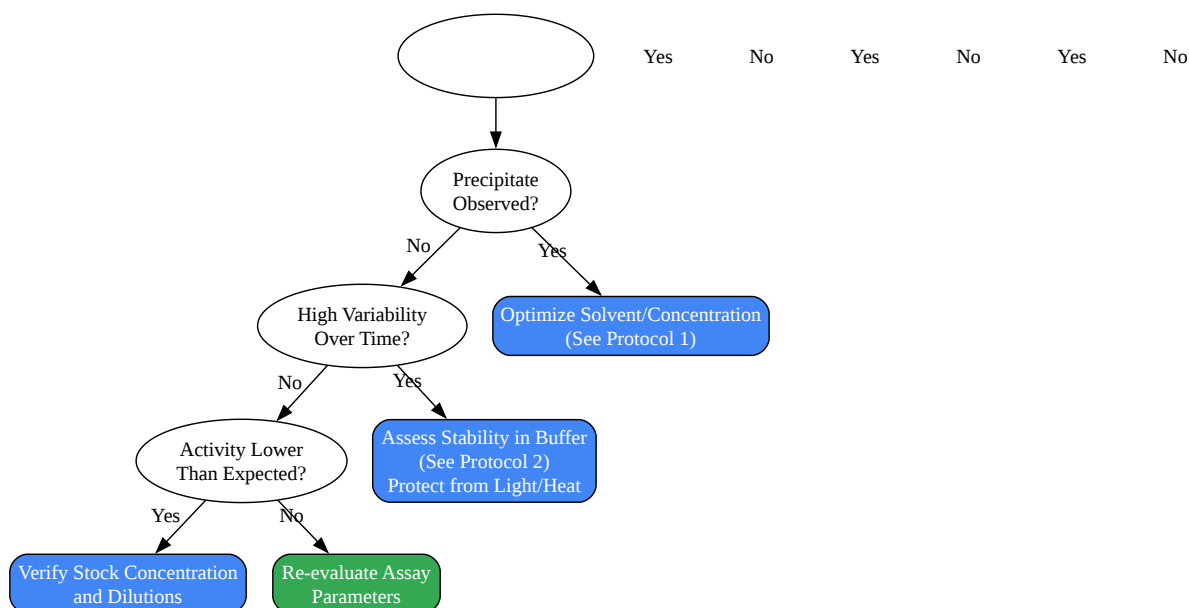 Yes
No
Yes
No
Yes
No
Precipitate
Observed?
No
Yes
High Variability
Over Time?
Optimize Solvent/Concentration
(See Protocol 1)
No
Yes
Activity Lower
Than Expected?
Assess Stability in Buffer
(See Protocol 2)
Protect from Light/Heat
Yes
No
Verify Stock Concentration
and Dilutions
Re-evaluate Assay
Parameters